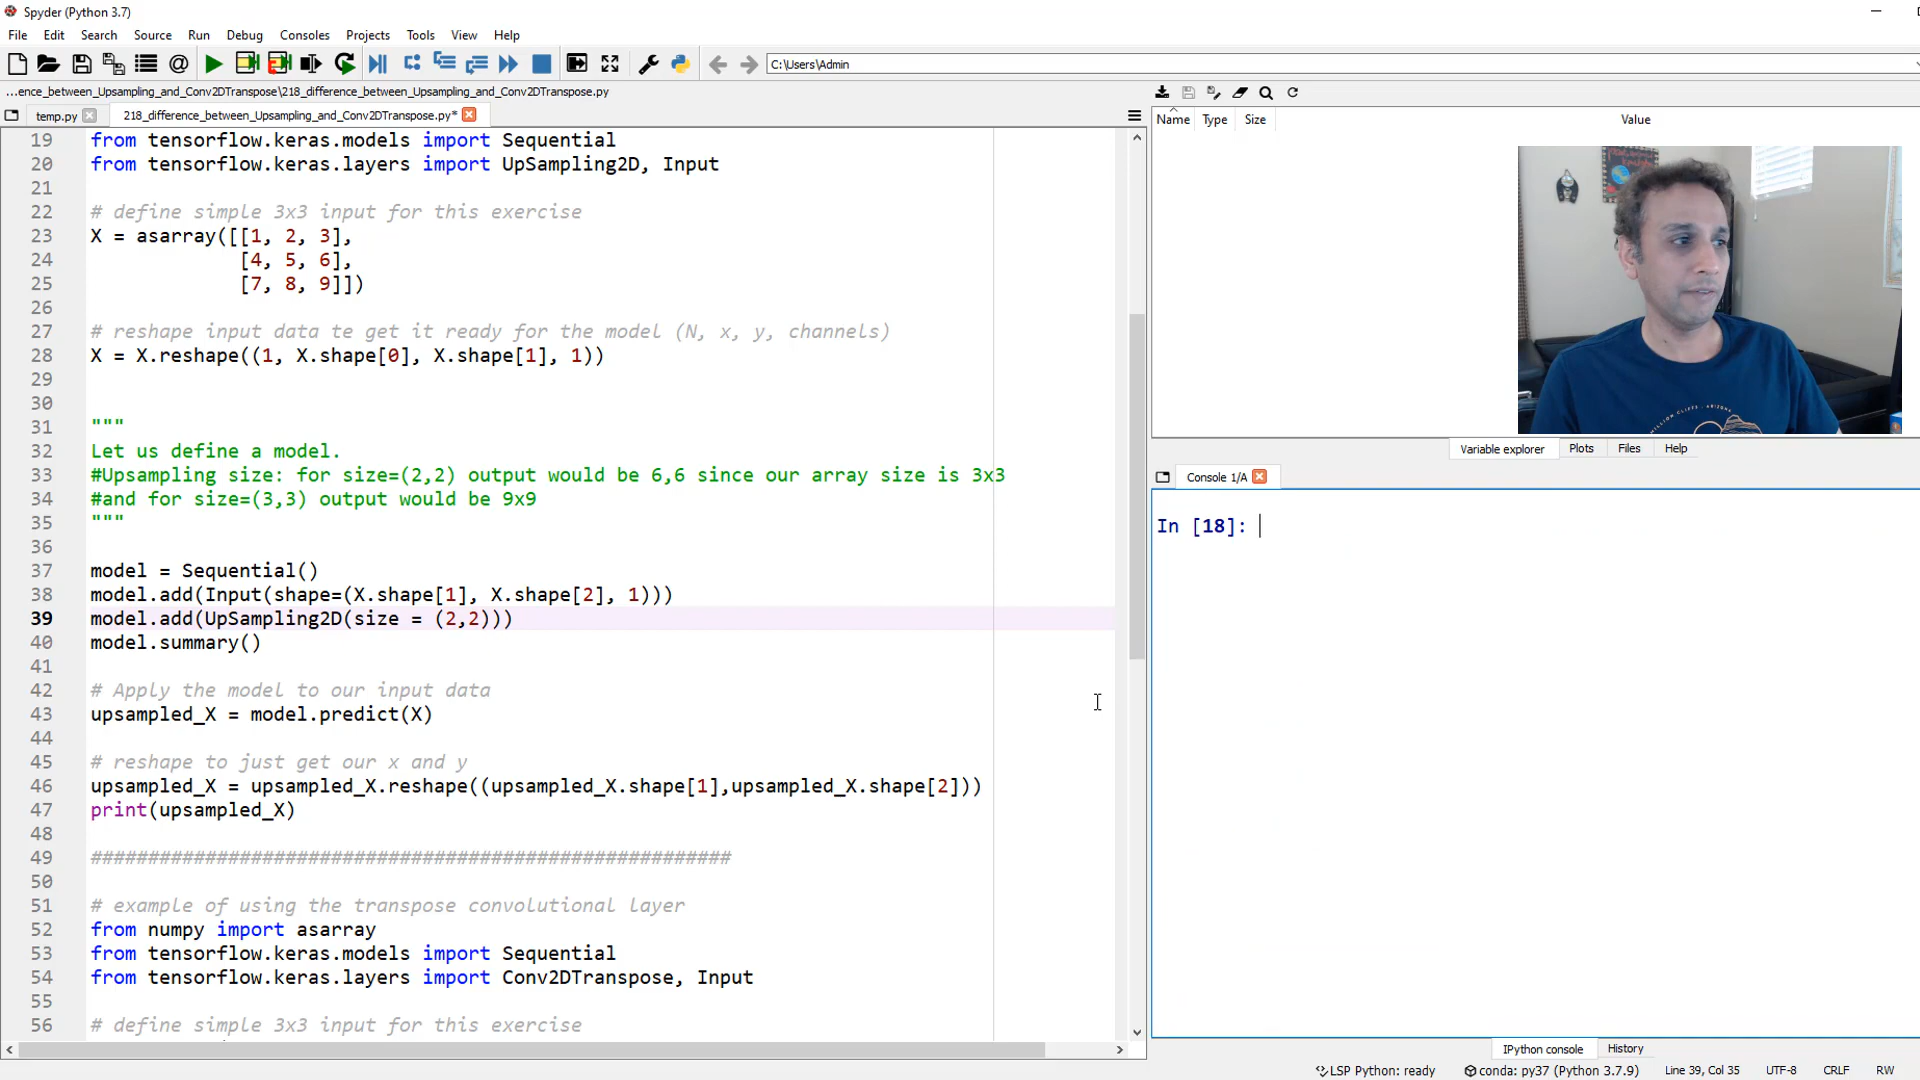 Spyder (Python 3.7)
File Edit Search Source Run Debug Consoles Projects Tools View Help
C:\Users\Admin
...ence_between_Upsampling_and_Conv2DTranspose\218_difference_between_Upsampling_and_Conv2DTranspose.py
temp.py 218_difference_between_Upsampling_and_Conv2DTranspose.py*
19 from tensorflow.keras.models import Sequential
20 from tensorflow.keras.layers import UpSampling2D, Input
21
22 # define simple 3x3 input for this exercise
23 X = asarray([[1, 2, 3],
24 [4, 5, 6],
25 [7, 8, 9]])
26
27 # reshape input data te get it ready for the model (N, x, y, channels)
28 X = X.reshape((1, X.shape[0], X.shape[1], 1))
29
30
31 """
32 Let us define a model.
33 #Upsampling size: for size=(2,2) output would be 6,6 since our array size is 3x3
34 #and for size=(3,3) output would be 9x9
35 """
36
37 model = Sequential()
38 model.add(Input(shape=(X.shape[1], X.shape[2], 1)))
39 model.add(UpSampling2D(size = (2,2)))
40 model.summary()
41
42 # Apply the model to our input data
43 upsampled_X = model.predict(X)
44
45 # reshape to just get our x and y
46 upsampled_X = upsampled_X.reshape((upsampled_X.shape[1],upsampled_X.shape[2]))
47 print(upsampled_X)
48
49 ########################################################
50
51 # example of using the transpose convolutional layer
52 from numpy import asarray
53 from tensorflow.keras.models import Sequential
54 from tensorflow.keras.layers import Conv2DTranspose, Input
55
56 # define simple 3x3 input for this exercise
Name Type Size Value
Variable explorer Plots Files Help
Console 1/A
In [18]:
IPython console History
LSP Python: ready conda: py37 (Python 3.7.9) Line 39, Col 35 UTF-8 CRLF RW